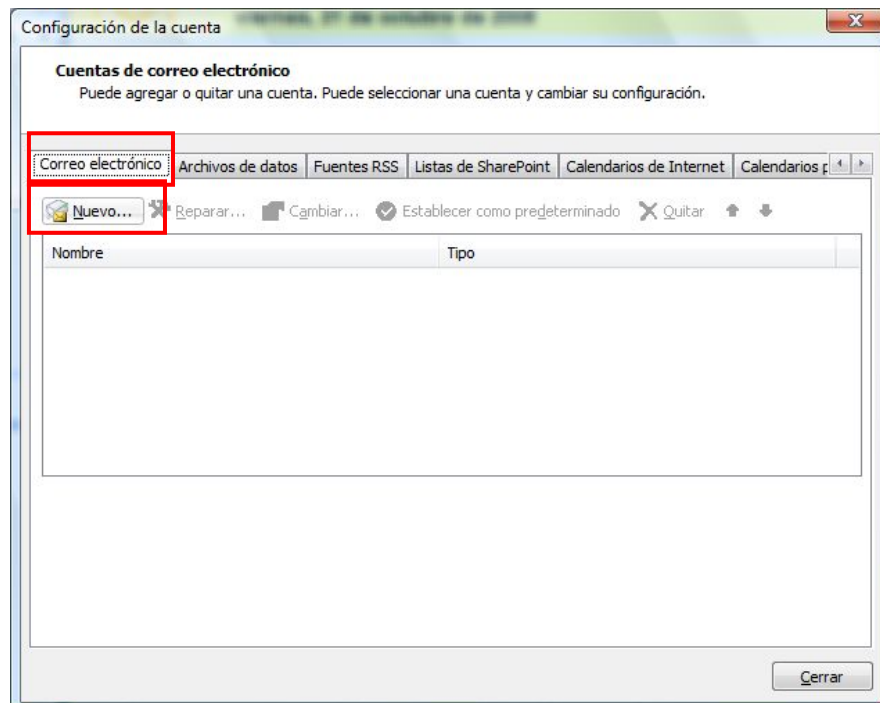 Configuración de la cuenta
Cuentas de correo electrónico
Puede agregar o quitar una cuenta. Puede seleccionar una cuenta y cambiar su configuración.
Correo electrónico Archivos de datos Fuentes RSS Listas de SharePoint Calendarios de Internet Calendarios p
Nuevo... Reparar... Cambiar... Establecer como predeterminado Quitar
Nombre Tipo
Cerrar